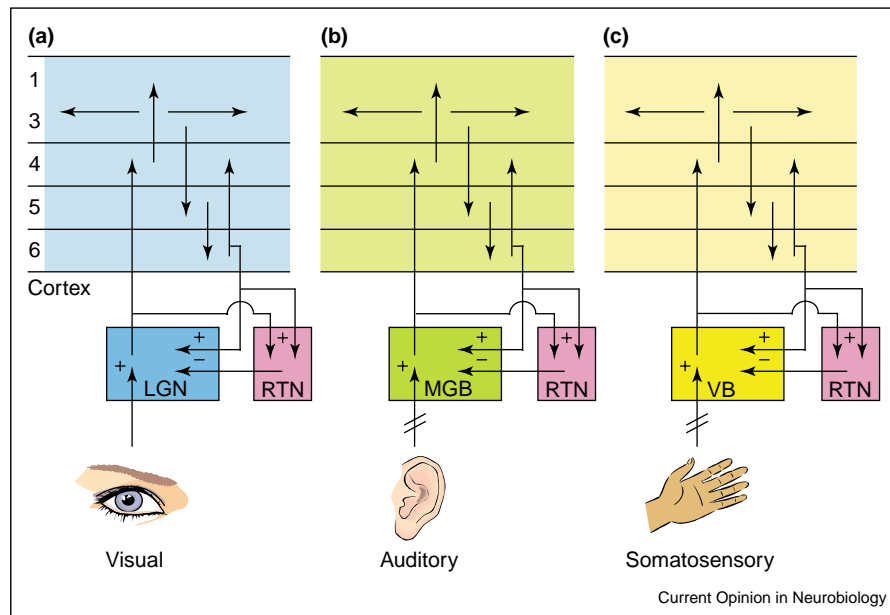 (a) (b) (c)
1
3
4
5
6
Cortex
+ + + + + + + + +
− − −
+ + +
LGN RTN MGB RTN VB RTN
Visual Auditory Somatosensory
Current Opinion in Neurobiology